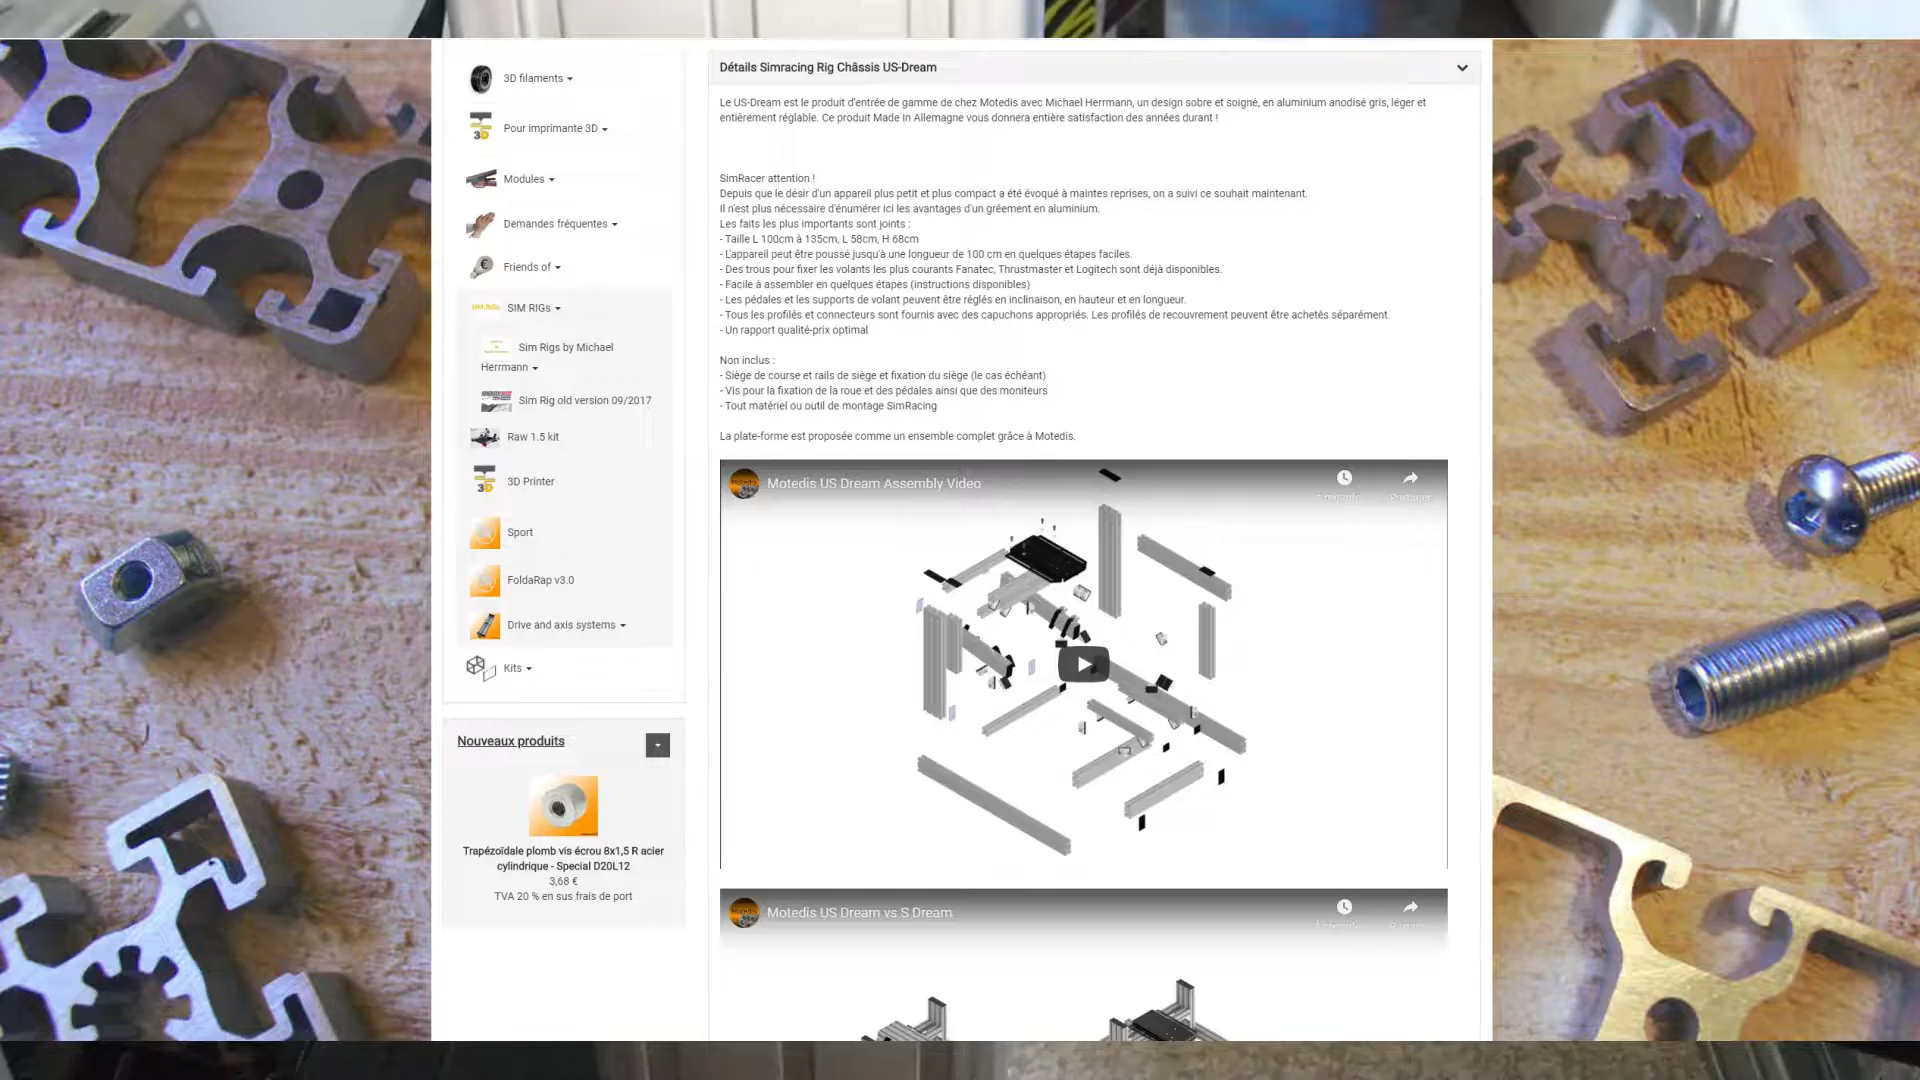 3D filaments
Pour imprimante 3D
Modules
Demandes fréquentes
Friends of
SIM RIGs
Sim Rigs by Michael
Herrmann
Sim Rig old version 09/2017
Raw 1.5 kit
3D Printer
Sport
FoldaRap v3.0
Drive and axis systems
Kits
Nouveaux produits
Trapézoïdale plomb vis écrou 8x1,5 R acier
cylindrique - Special D20L12
3,68 €
TVA 20 % en sus frais de port
Détails Simracing Rig Châssis US-Dream
Le US-Dream est le produit d'entrée de gamme de chez Motedis avec Michael Herrmann, un design sobre et soigné, en aluminium anodisé gris, léger et
entièrement réglable. Ce produit Made In Allemagne vous donnera entière satisfaction des années durant !
SimRacer attention !
Depuis que le désir d'un appareil plus petit et plus compact a été évoqué à maintes reprises, on a suivi ce souhait maintenant.
Il n'est plus nécessaire d'énumérer ici les avantages d'un gréement en aluminium.
Les faits les plus importants sont joints :
- Taille L 100cm à 135cm, L 58cm, H 68cm
- L'appareil peut être poussé jusqu'à une longueur de 100 cm en quelques étapes faciles.
- Des trous pour fixer les volants les plus courants Fanatec, Thrustmaster et Logitech sont déjà disponibles.
- Facile à assembler en quelques étapes (instructions disponibles)
- Les pédales et les supports de volant peuvent être réglés en inclinaison, en hauteur et en longueur.
- Tous les profilés et connecteurs sont fournis avec des capuchons appropriés. Les profilés de recouvrement peuvent être achetés séparément.
- Un rapport qualité-prix optimal
Non inclus :
- Siège de course et rails de siège et fixation du siège (le cas échéant)
- Vis pour la fixation de la roue et des pédales ainsi que des moniteurs
- Tout matériel ou outil de montage SimRacing
La plate-forme est proposée comme un ensemble complet grâce à Motedis.
Motedis
Motedis US Dream Assembly Video
Partager
Motedis
Motedis US Dream vs S Dream